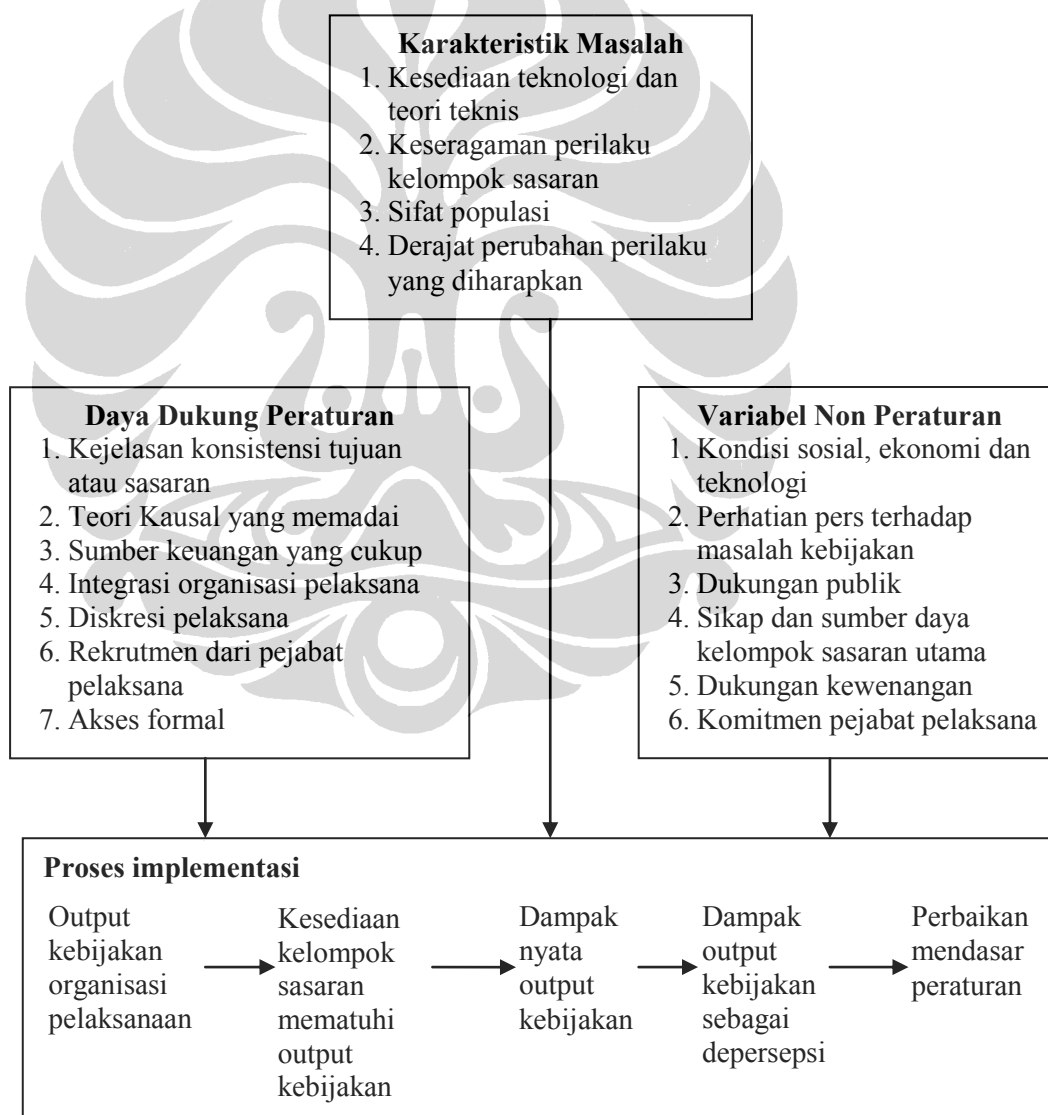 Karakteristik Masalah
1. Kesediaan teknologi dan
teori teknis
2. Keseragaman perilaku
kelompok sasaran
3. Sifat populasi
4. Derajat perubahan perilaku
yang diharapkan
Daya Dukung Peraturan
1. Kejelasan konsistensi tujuan
atau sasaran
2. Teori Kausal yang memadai
3. Sumber keuangan yang cukup
4. Integrasi organisasi pelaksana
5. Diskresi pelaksana
6. Rekrutmen dari pejabat
pelaksana
7. Akses formal
Variabel Non Peraturan
1. Kondisi sosial, ekonomi dan
teknologi
2. Perhatian pers terhadap
masalah kebijakan
3. Dukungan publik
4. Sikap dan sumber daya
kelompok sasaran utama
5. Dukungan kewenangan
6. Komitmen pejabat pelaksana
Proses implementasi
Output
kebijakan
organisasi
pelaksanaan
Kesediaan
kelompok
sasaran
mematuhi
output
kebijakan
Dampak
nyata
output
kebijakan
Dampak
output
kebijakan
sebagai
depersepsi
Perbaikan
mendasar
peraturan